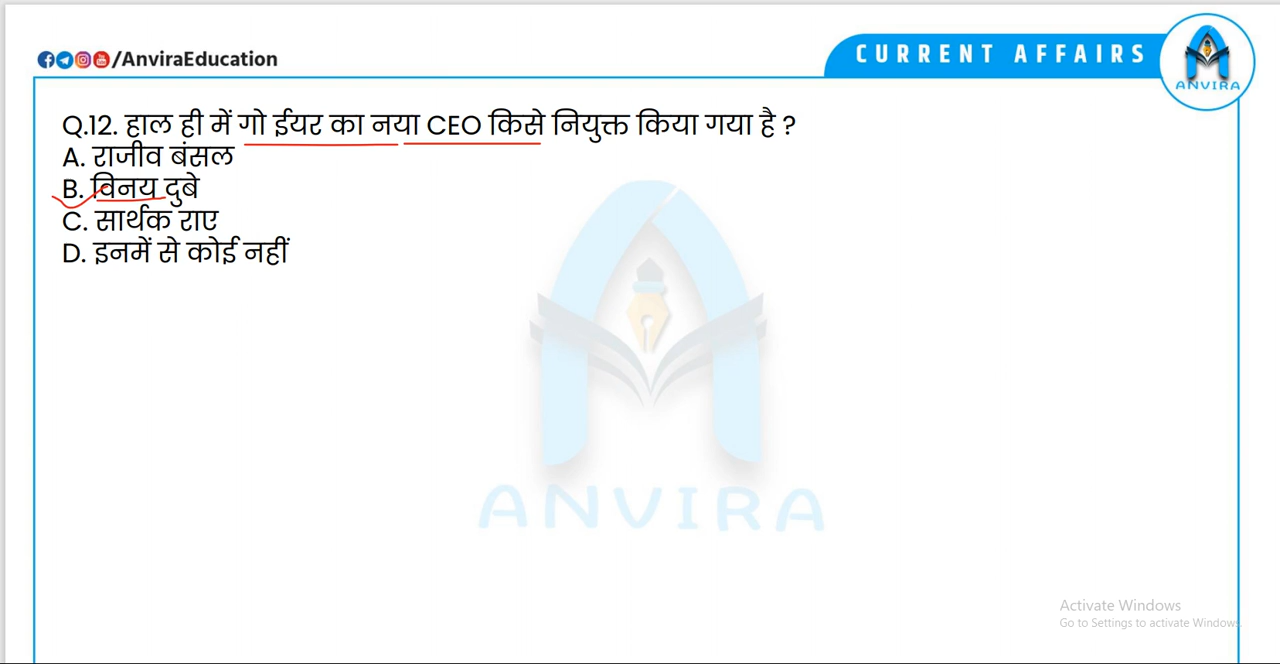 /AnviraEducation
CURRENT AFFAIRS
ANVIRA
Q.12. हाल ही में गो ईयर का नया CEO किसे नियुक्त किया गया है ?
A. राजीव बंसल
B. विनय दुबे
C. सार्थक राए
D. इनमें से कोई नहीं
ANVIRA
Activate Windows
Go to Settings to activate Windows.